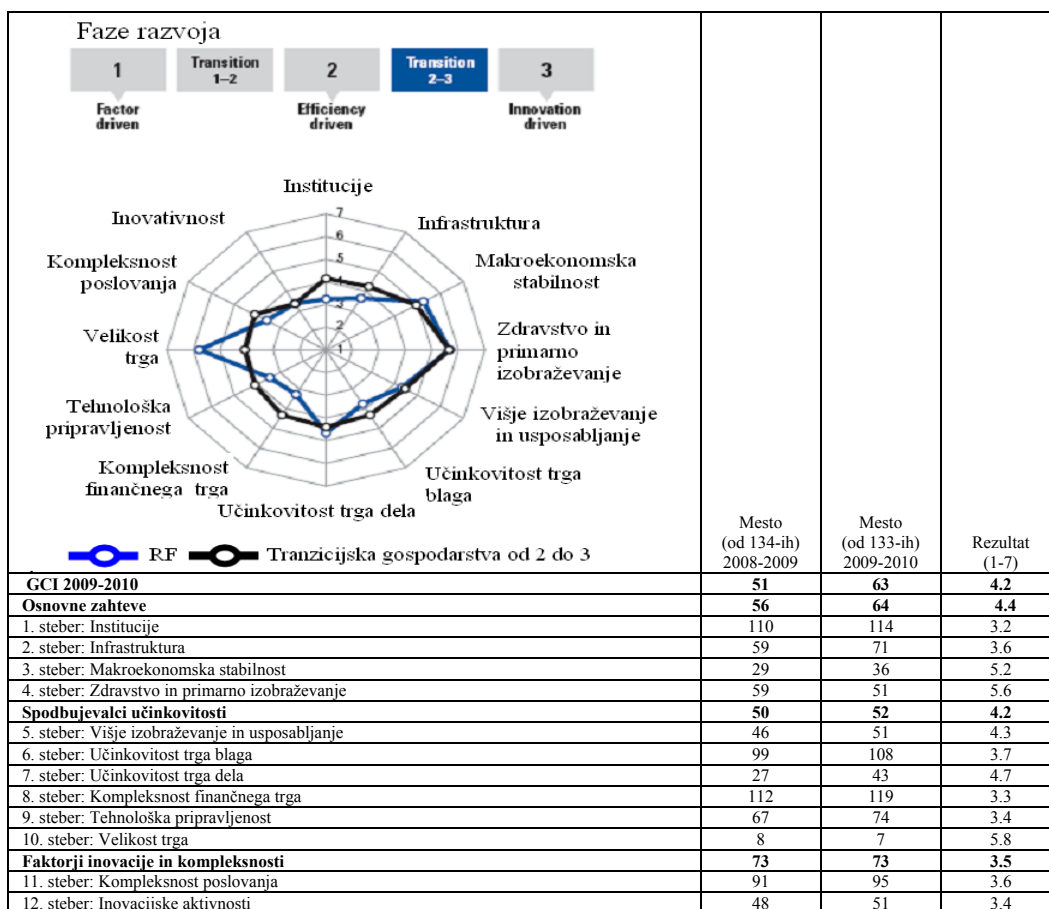 Faze razvoja
1
Transition
1–2
2
Transition
2–3
3
Factor
driven
Efficiency
driven
Innovation
driven
Institucije
Inovativnost
Infrastruktura
Kompleksnost
poslovanja
Makroekonomska
stabilnost
Velikost
trga
Zdravstvo in
primarno
izobraževanje
Tehnološka
pripravljenost
Višje izobraževanje
in usposabljanje
Kompleksnost
finančnega trga
Učinkovitost trga
blaga
Učinkovitost trga dela
7
6
5
4
3
2
1
RF
Tranzicijska gospodarstva od 2 do 3
Mesto
(od 134-ih)
2008-2009
Mesto
(od 133-ih)
2009-2010
Rezultat
(1-7)
GCI 2009-2010 51 63 4.2
Osnovne zahteve 56 64 4.4
1. steber: Institucije 110 114 3.2
2. steber: Infrastruktura 59 71 3.6
3. steber: Makroekonomska stabilnost 29 36 5.2
4. steber: Zdravstvo in primarno izobraževanje 59 51 5.6
Spodbujevalci učinkovitosti 50 52 4.2
5. steber: Višje izobraževanje in usposabljanje 46 51 4.3
6. steber: Učinkovitost trga blaga 99 108 3.7
7. steber: Učinkovitost trga dela 27 43 4.7
8. steber: Kompleksnost finančnega trga 112 119 3.3
9. steber: Tehnološka pripravljenost 67 74 3.4
10. steber: Velikost trga 8 7 5.8
Faktorji inovacije in kompleksnosti 73 73 3.5
11. steber: Kompleksnost poslovanja 91 95 3.6
12. steber: Inovacijske aktivnosti 48 51 3.4